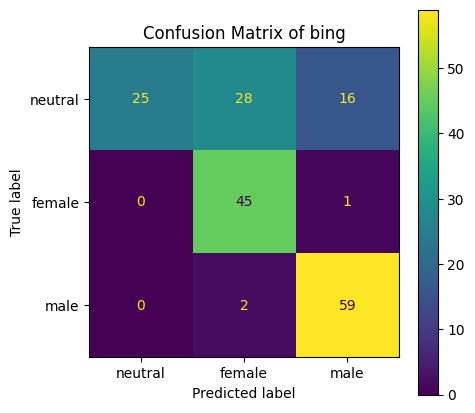 Confusion Matrix of bing
True label
neutral
25 28 16
female
0 45 1
male
0 2 59
neutral female male
Predicted label
50
40
30
20
10
0